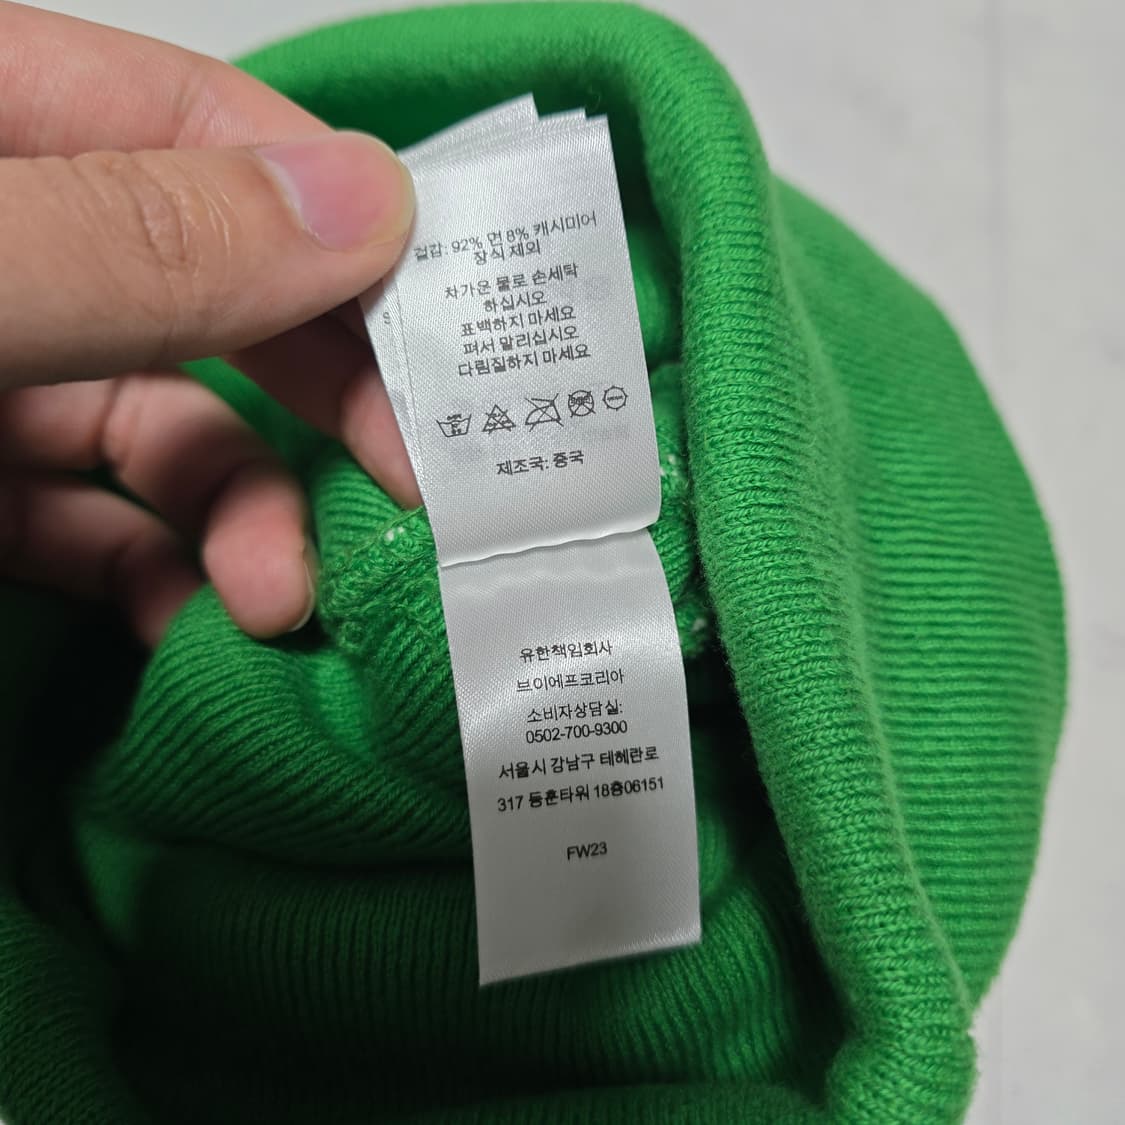 겉감: 92% 면 8% 캐시미어
장식 제외
차가운 물로 손세탁
하십시오
표백하지 마세요
펴서 말리십시오
다림질하지 마세요
제조국: 중국
유한책임회사
브이에프코리아
소비자상담실:
0502-700-9300
서울시 강남구 테헤란로
317 동훈타워 18층06151
FW23